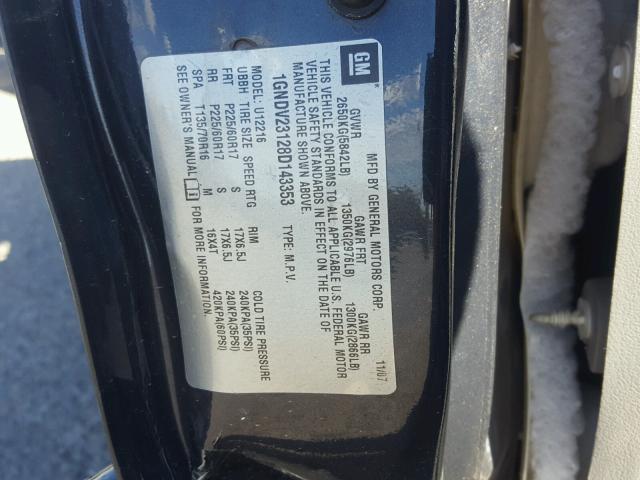 GM
MFD BY GENERAL MOTORS CORP. 11/07
GVWR GAWR FRT GAWR RR
2650KG(5842LB) 1350KG(2976LB) 1300KG(2866LB)
THIS VEHICLE CONFORMS TO ALL APPLICABLE U.S. FEDERAL MOTOR
VEHICLE SAFETY STANDARDS IN EFFECT ON THE DATE OF
MANUFACTURE SHOWN ABOVE.
1GNDV23128D143353 TYPE: M.P.V.
MODEL: U12216
UBBH TIRE SIZE SPEED RTG RIM COLD TIRE PRESSURE
FRT P225/60R17 S 17X6.5J 240KPA(35PSI)
RR P225/60R17 S 17X6.5J 240KPA(35PSI)
SPA T135/70R16 M 16X4T 420KPA(60PSI)
SEE OWNER'S MANUAL FOR MORE INFORMATION.